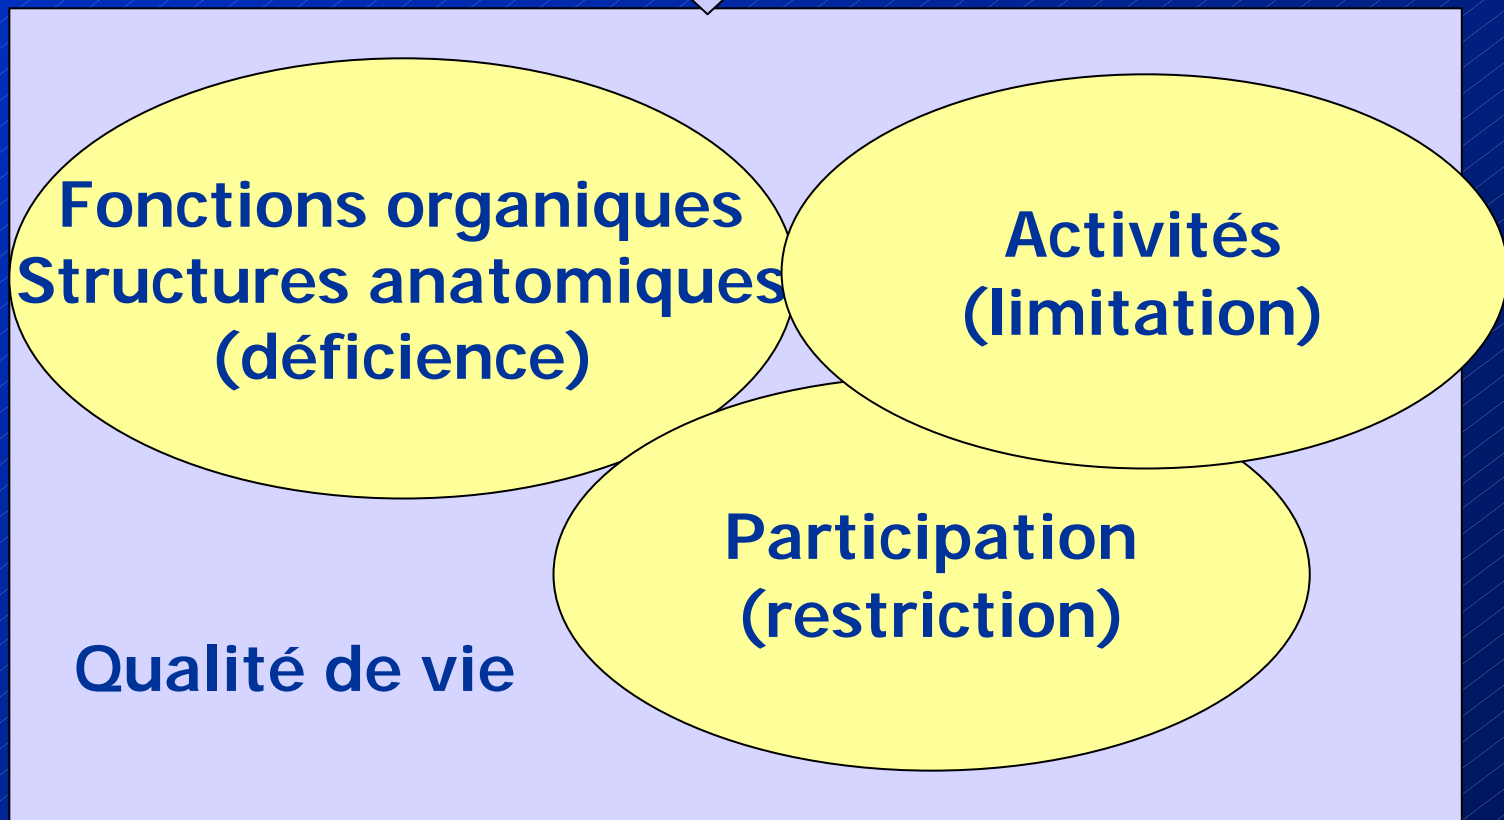 Fonctions organiques
Structures anatomiques
(déficience)
Activités
(limitation)
Participation
(restriction)
Qualité de vie